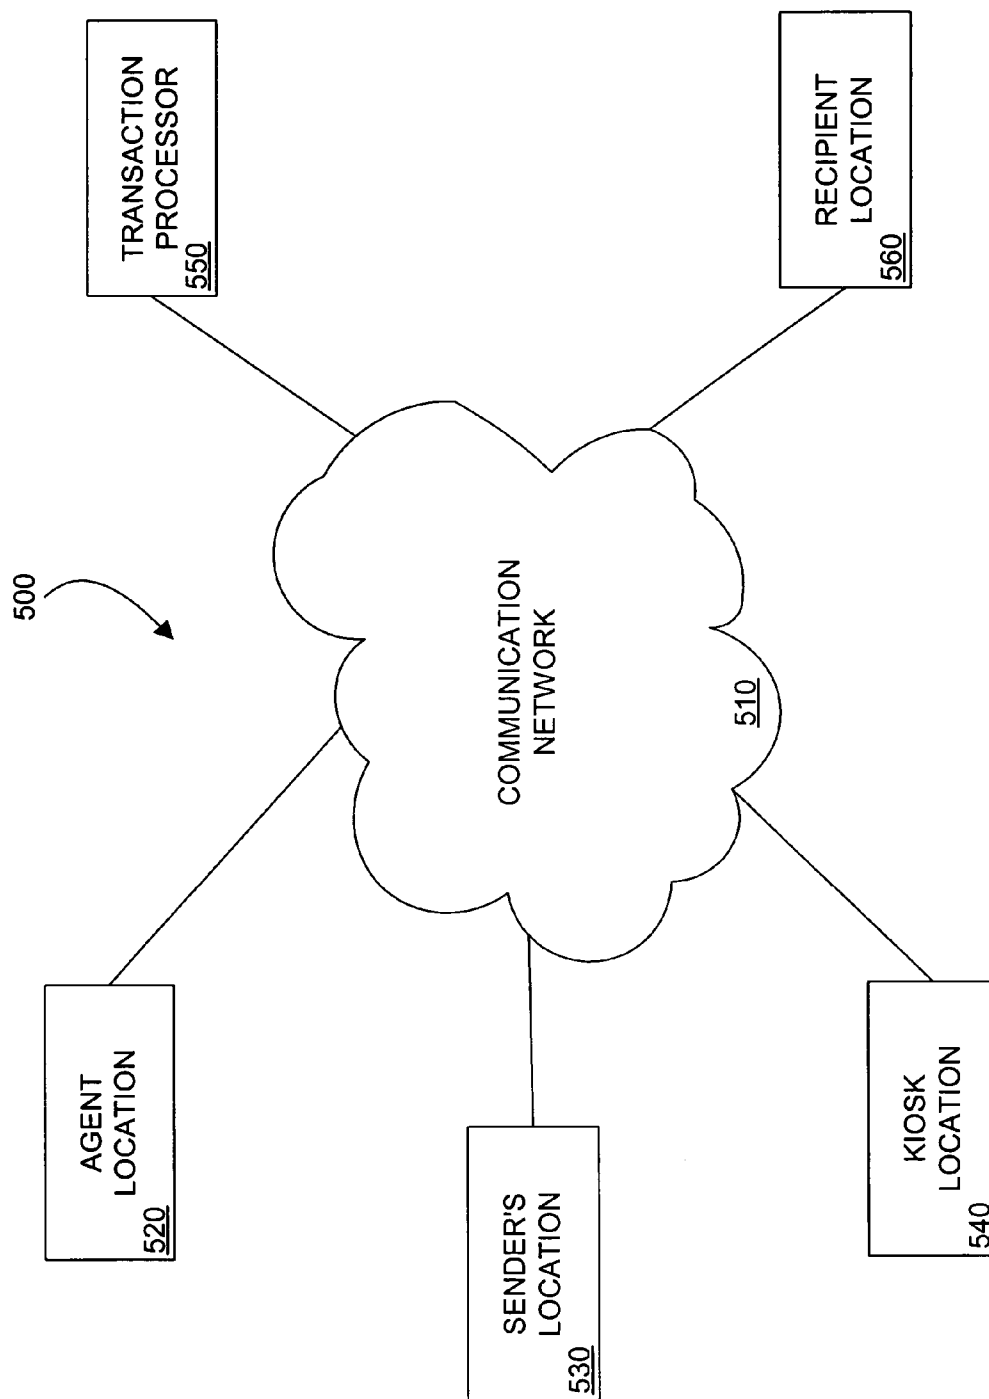 500
AGENT
LOCATION
520
TRANSACTION
PROCESSOR
550
SENDER'S
LOCATION
530
COMMUNICATION
NETWORK
510
KIOSK
LOCATION
540
RECIPIENT
LOCATION
560